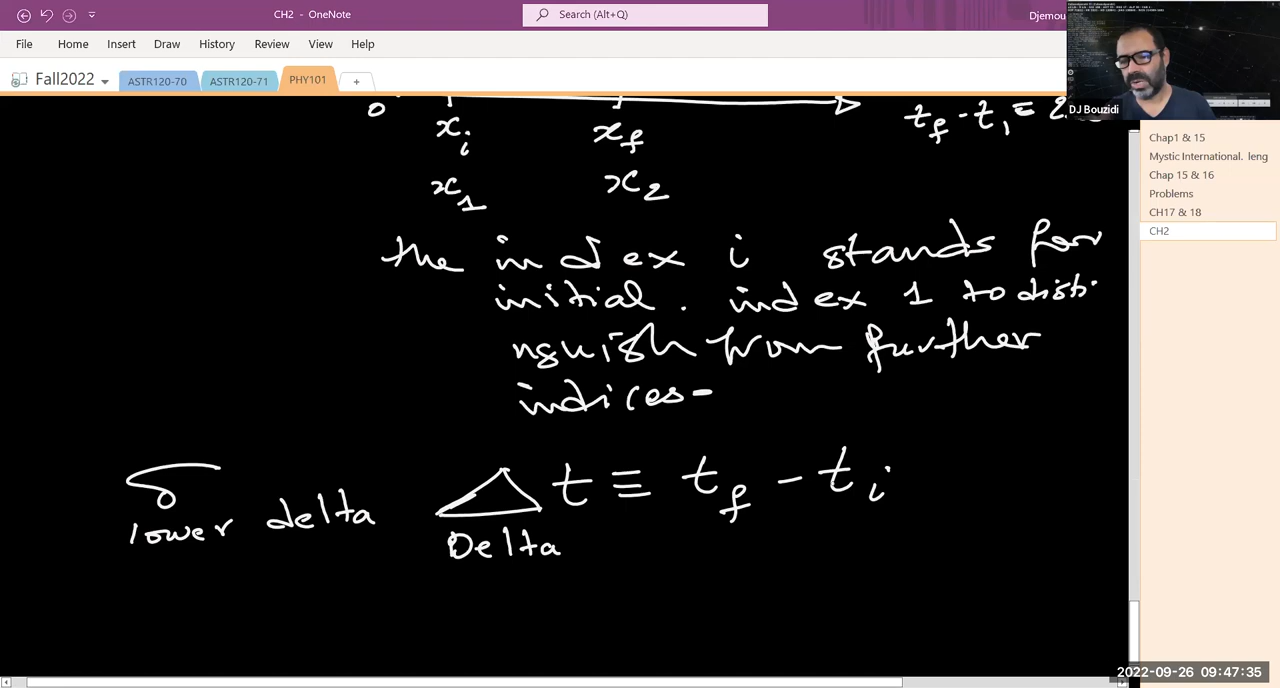 CH2 - OneNote
Search (Alt+Q)
Djemou
File Home Insert Draw History Review View Help
Fall2022 ASTR120-70 ASTR120-71 PHY101 +
DJ Bouzidi
Chap1 & 15
Mystic International. leng
Chap 15 & 16
Problems
CH17 & 18
CH2
0
x_i x_f t_f - t_i ≡
x_1 x_2
the index i stands for
initial. index 1 to disti
nguish from further
indices-
δ Δt ≡ t_f - t_i
lower delta
Delta
2022-09-26 09:47:35